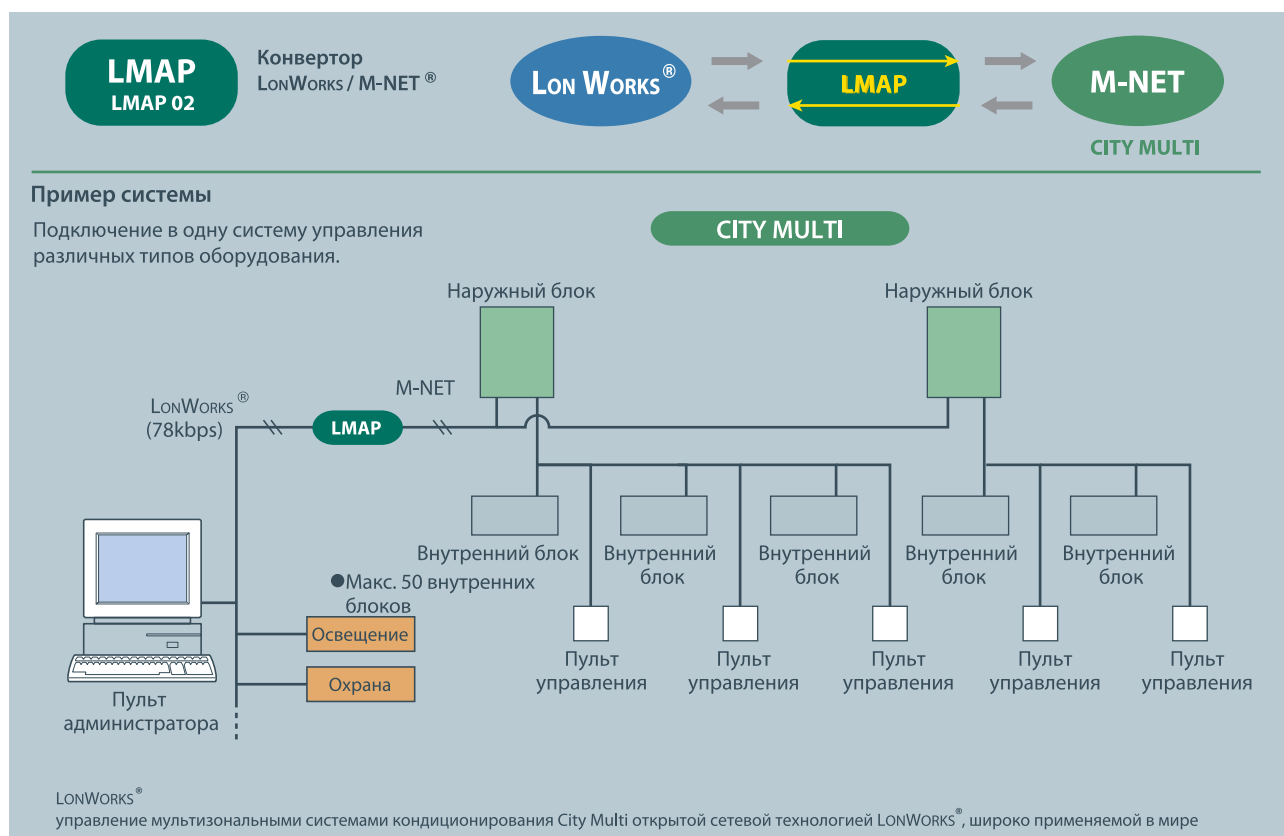 LMAP
LMAP 02
Конвертор
LONWORKS / M-NET ®
LON WORKS®
LMAP
M-NET
CITY MULTI
Пример системы
Подключение в одну систему управления
различных типов оборудования.
CITY MULTI
Наружный блок
Наружный блок
M-NET
LONWORKS ®
(78kbps)
LMAP
Внутренний блок
Внутренний
блок
Внутренний
блок
Внутренний
блок
Внутренний
блок
●Макс. 50 внутренних
блоков
Освещение
Охрана
Пульт
администратора
Пульт
управления
Пульт
управления
Пульт
управления
Пульт
управления
Пульт
управления
LONWORKS®
управление мультизональными системами кондиционирования City Multi открытой сетевой технологией LONWORKS®, широко применяемой в мире